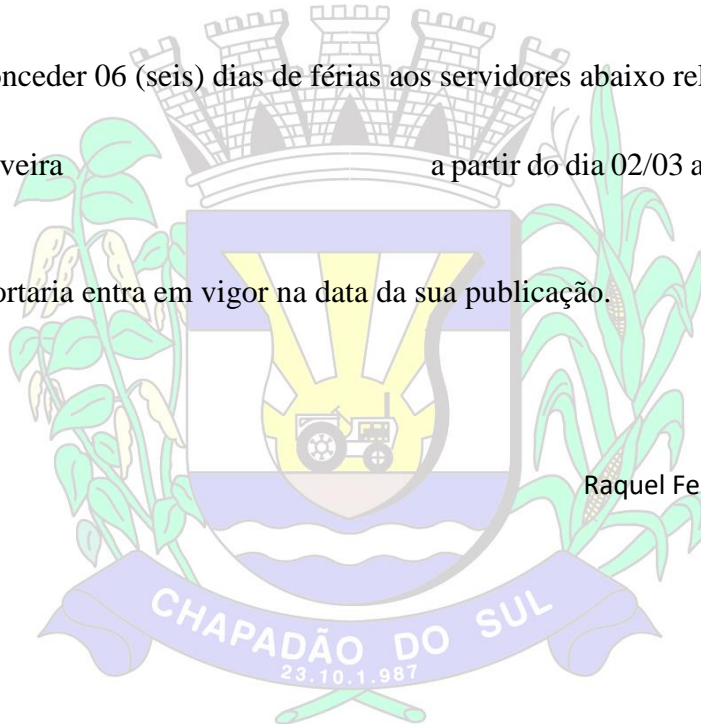 onceder 06 (seis) dias de férias aos servidores abaixo rel
veira a partir do dia 02/03 a
ortaria entra em vigor na data da sua publicação.
Raquel Fe
CHAPADÃO DO SUL
23.10.1.987